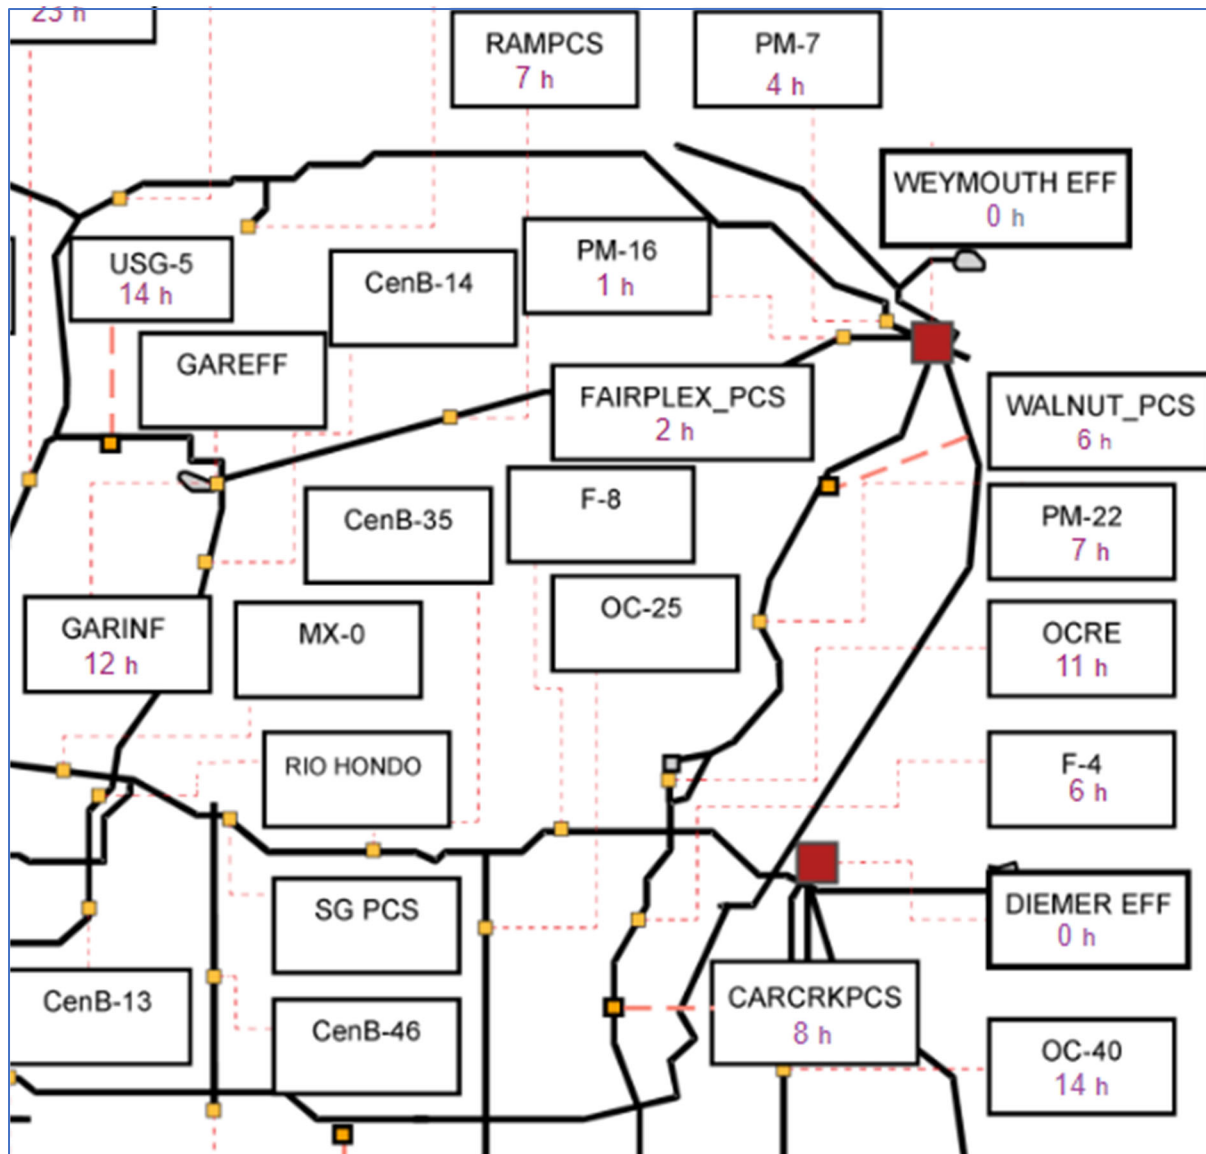 23 h
RAMPCS
7 h
PM-7
4 h
WEYMOUTH EFF
0 h
USG-5
14 h
CenB-14
PM-16
1 h
GAREFF
FAIRPLEX_PCS
2 h
WALNUT_PCS
6 h
CenB-35
F-8
PM-22
7 h
GARINF
12 h
MX-0
OC-25
OCRE
11 h
RIO HONDO
F-4
6 h
SG PCS
DIEMER EFF
0 h
CenB-13
CenB-46
CARCRKPCS
8 h
OC-40
14 h